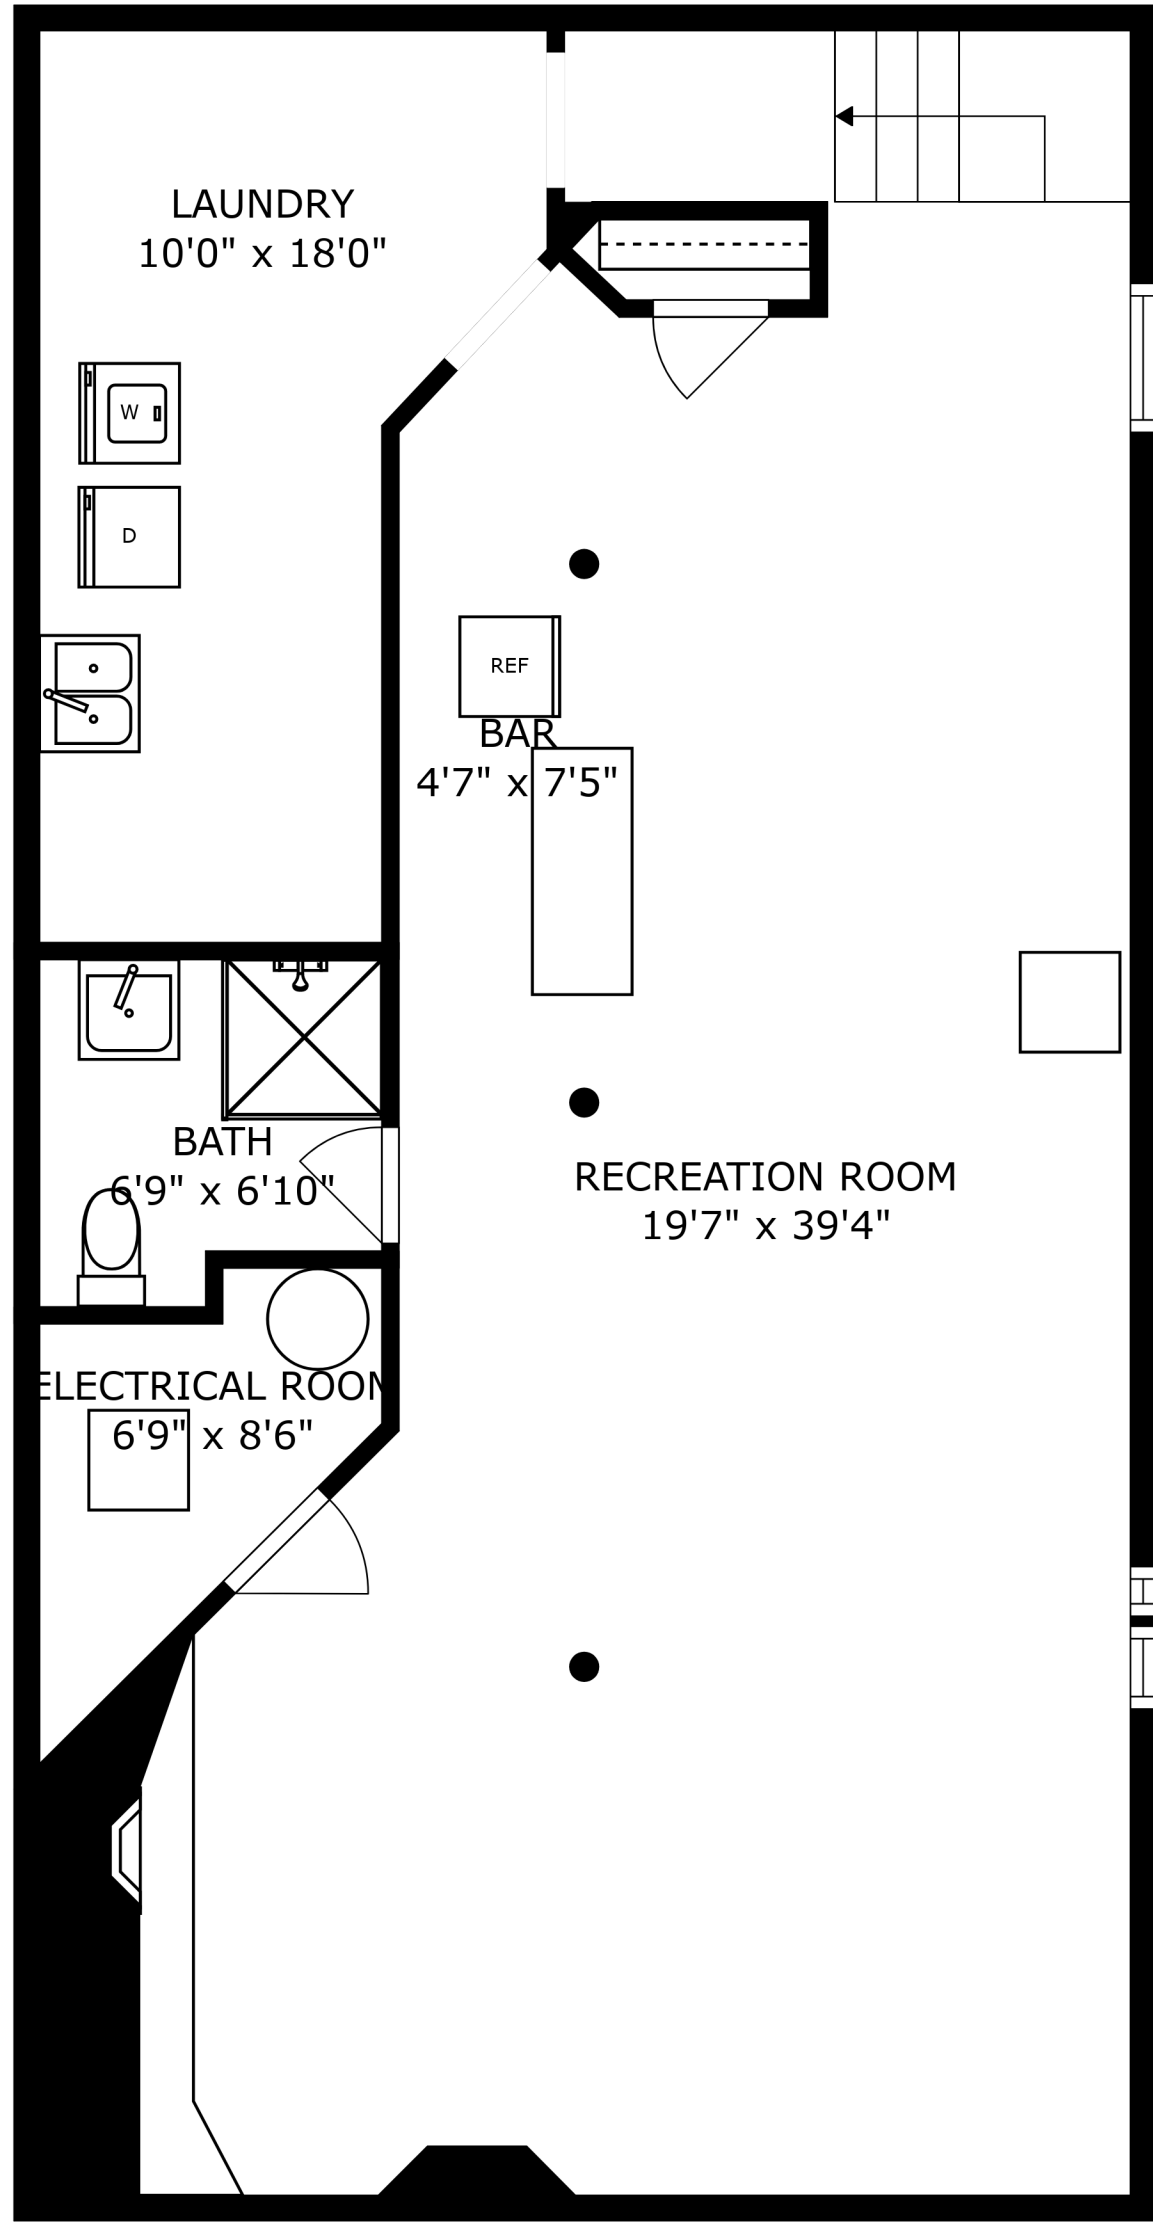 LAUNDRY
10'0" x 18'0"
W
D
REF
BAR
4'7" x 7'5"
BATH
6'9" x 6'10"
RECREATION ROOM
19'7" x 39'4"
ELECTRICAL ROOM
6'9" x 8'6"